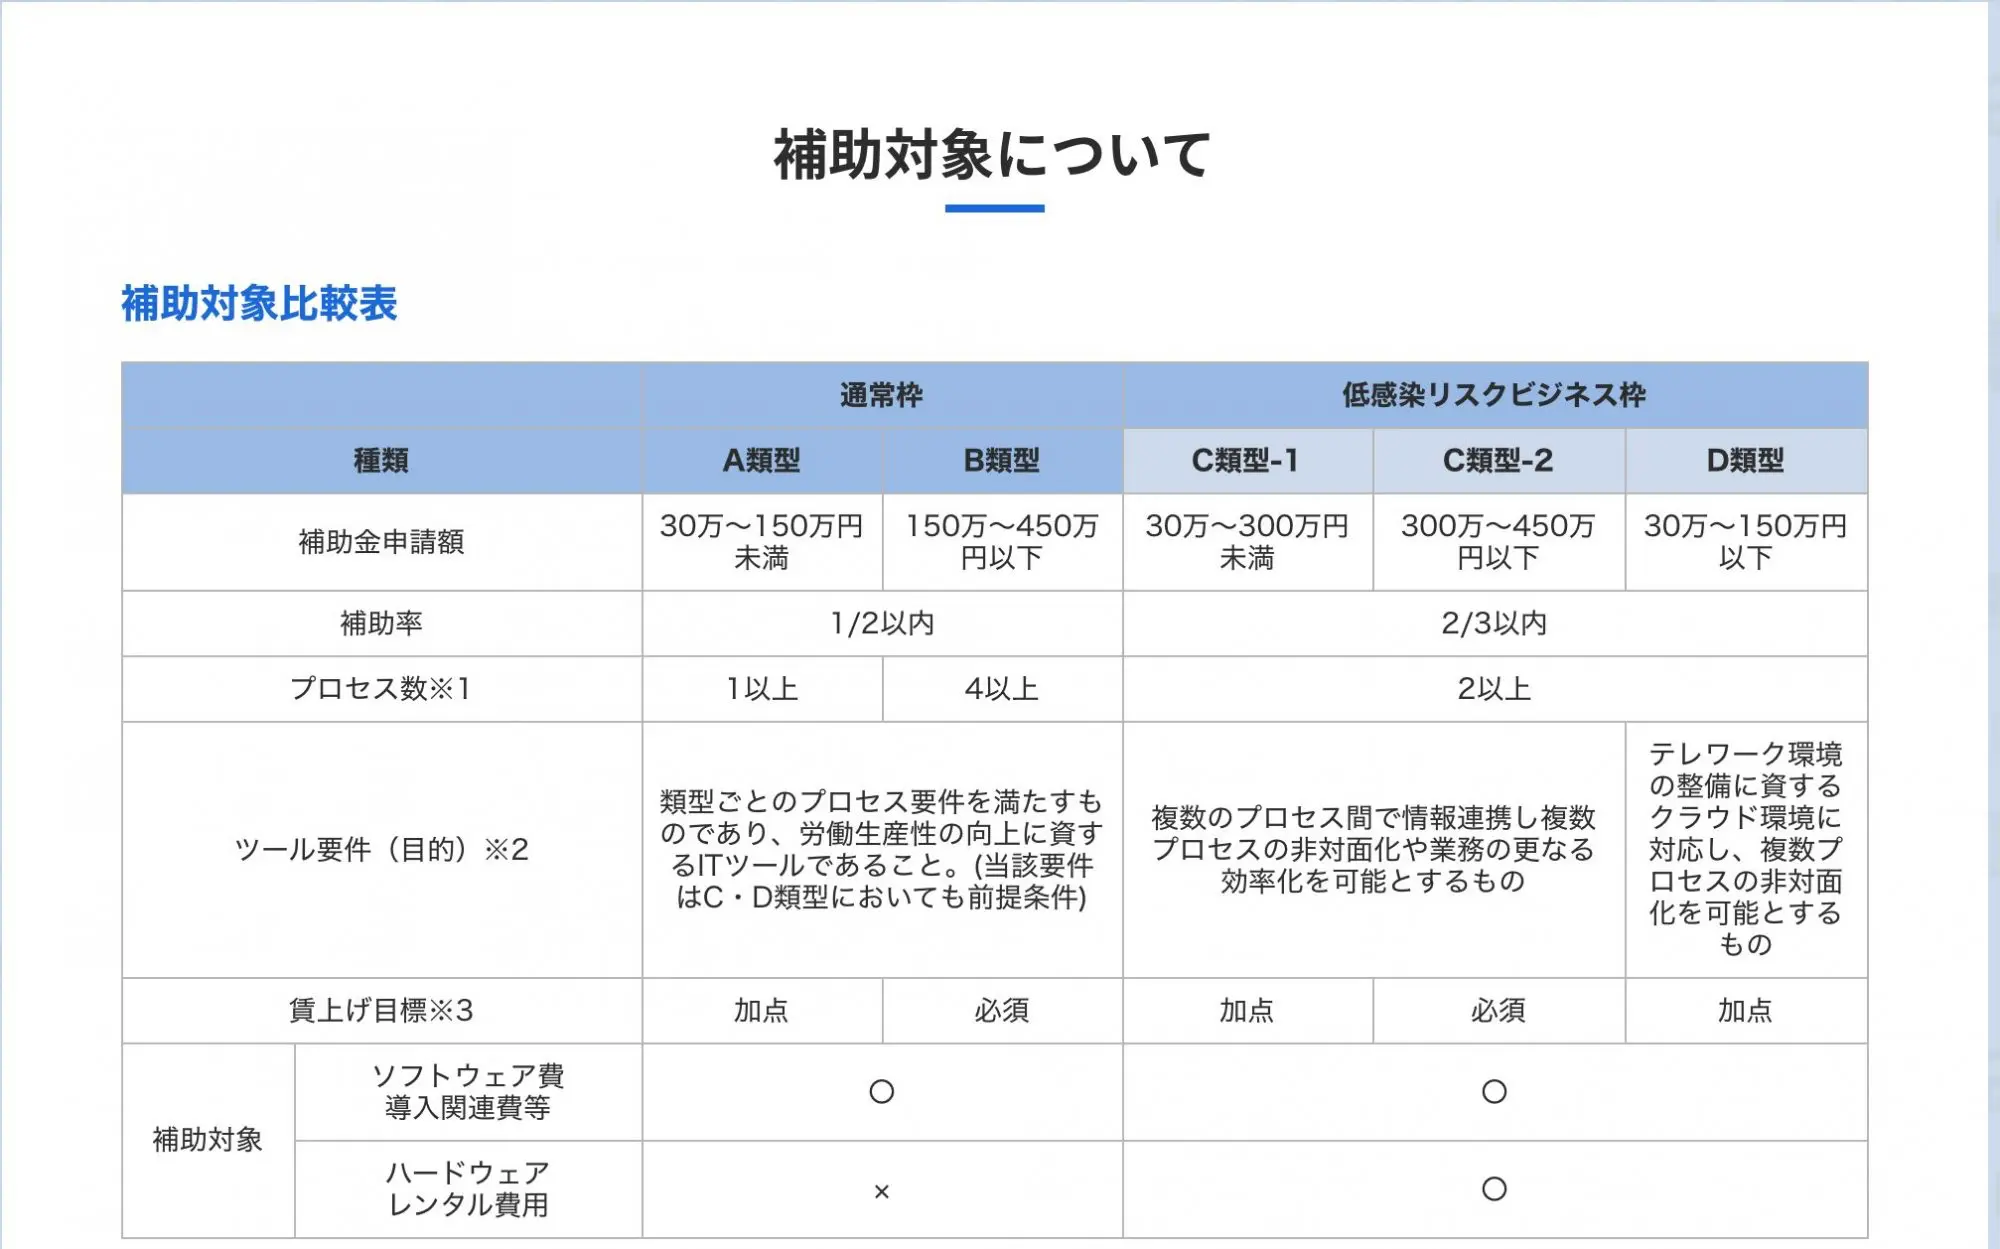 補助対象について
補助対象比較表
通常枠
低感染リスクビジネス枠
種類
A類型
B類型
C類型-1
C類型-2
D類型
補助金申請額
30万〜150万円
未満
150万〜450万
円以下
30万〜300万円
未満
300万〜450万
円以下
30万〜150万円
以下
補助率
1/2以内
2/3以内
プロセス数※1
1以上
4以上
2以上
ツール要件（目的）※2
類型ごとのプロセス要件を満たすも
のであり、労働生産性の向上に資す
るITツールであること。(当該要件
はC・D類型においても前提条件)
複数のプロセス間で情報連携し複数
プロセスの非対面化や業務の更なる
効率化を可能とするもの
テレワーク環境
の整備に資する
クラウド環境に
対応し、複数プ
ロセスの非対面
化を可能とする
もの
賃上げ目標※3
加点
必須
加点
必須
加点
補助対象
ソフトウェア費
導入関連費等
○
○
ハードウェア
レンタル費用
×
○